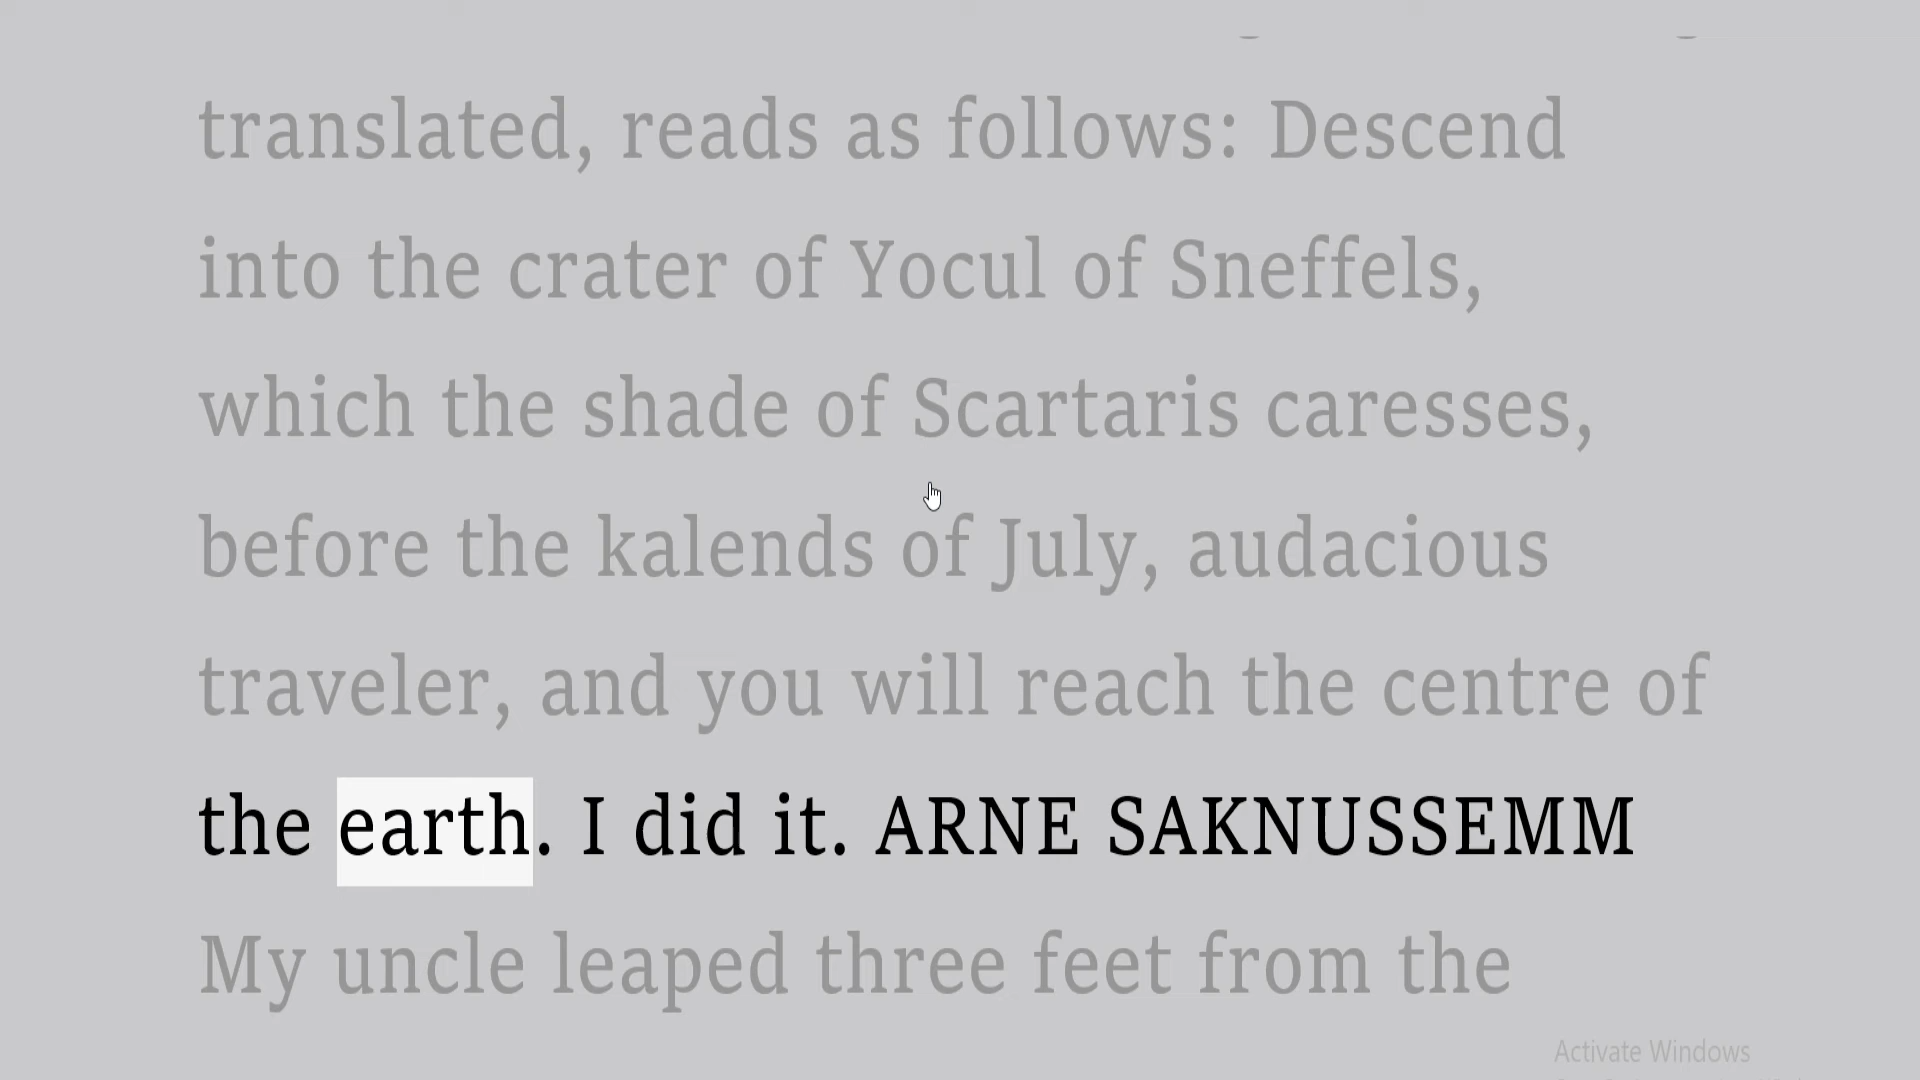 translated, reads as follows: Descend
into the crater of Yocul of Sneffels,
which the shade of Scartaris caresses,
before the kalends of July, audacious
traveler, and you will reach the centre of
the earth. I did it. ARNE SAKNUSSEMM
My uncle leaped three feet from the
Activate Windows